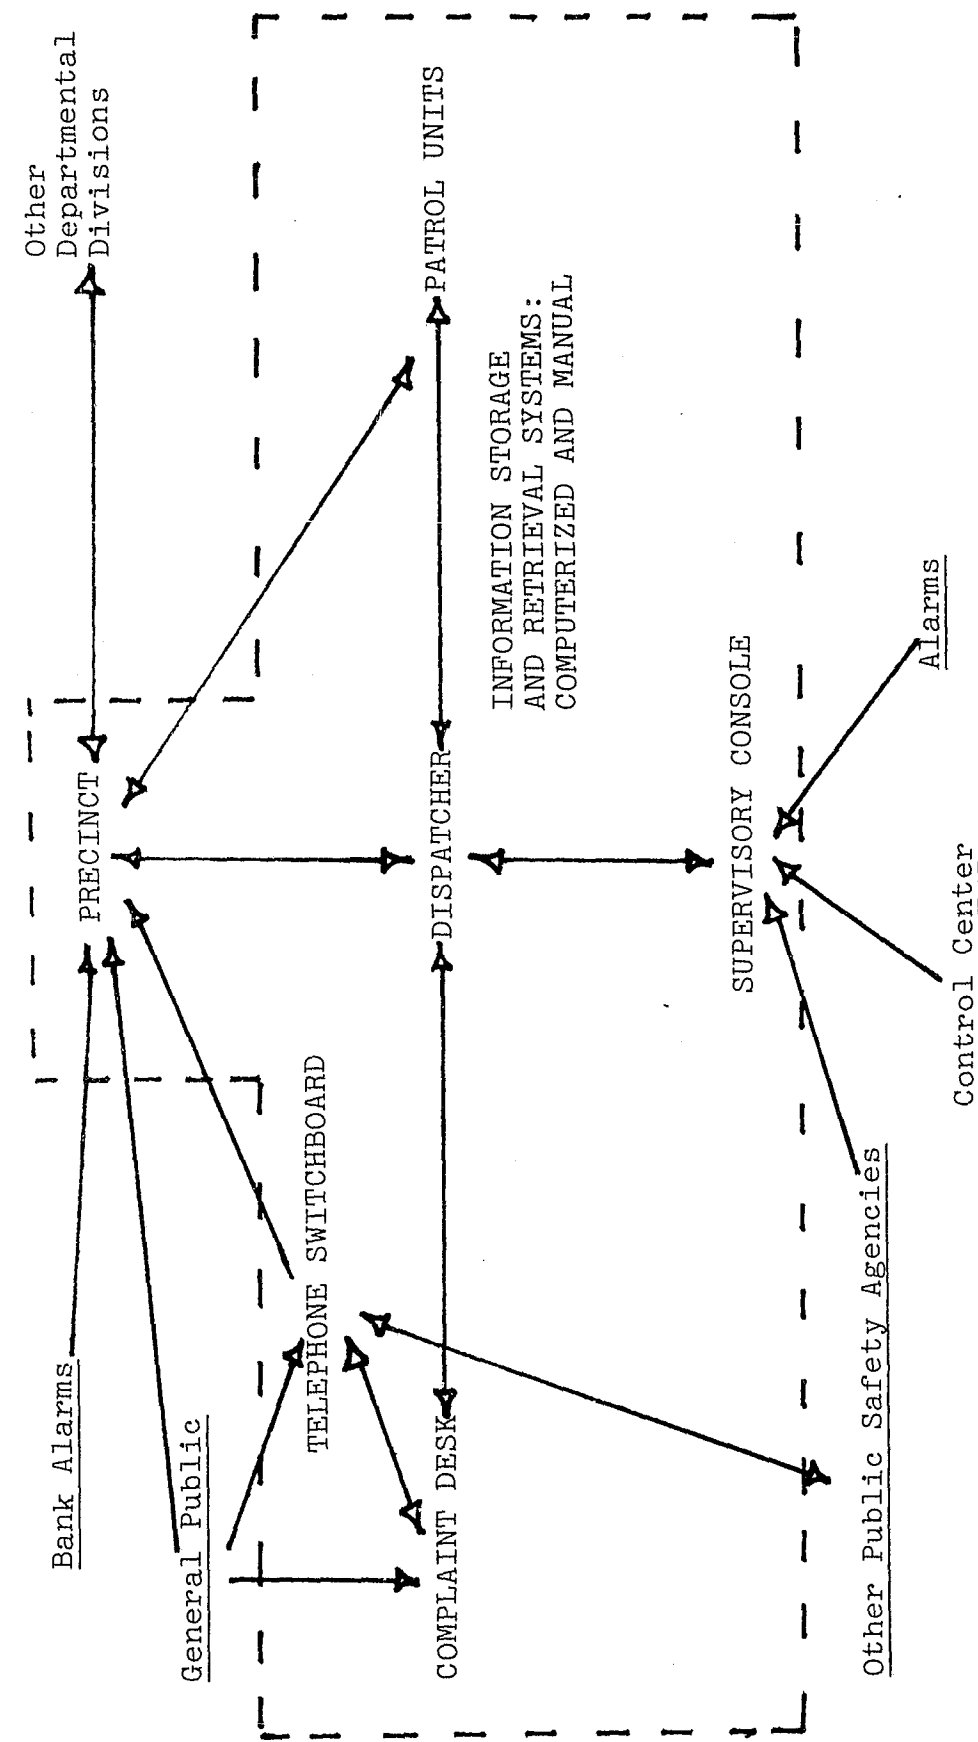 Bank Alarms
General Public
PRECINCT
Other
Departmental
Divisions
TELEPHONE SWITCHBOARD
COMPLAINT DESK
DISPATCHER
PATROL UNITS
INFORMATION STORAGE
AND RETRIEVAL SYSTEMS:
COMPUTERIZED AND MANUAL
SUPERVISORY CONSOLE
Other Public Safety Agencies
Control Center
Alarms